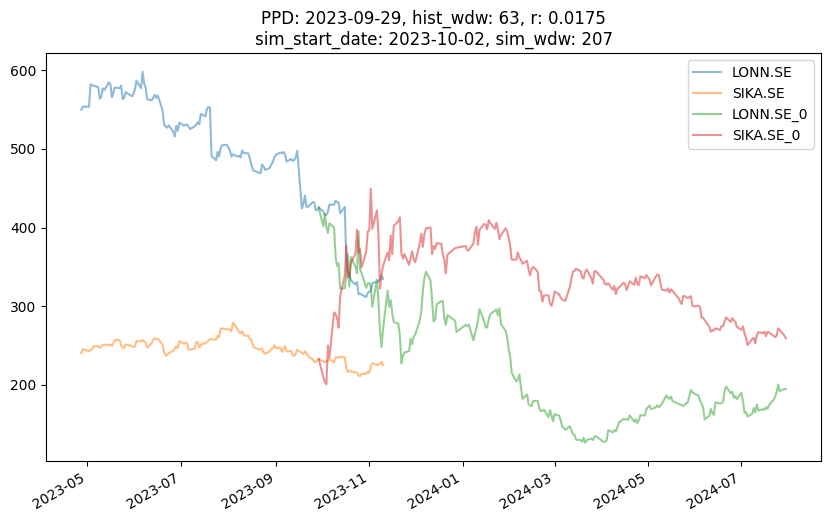 PPD: 2023-09-29, hist_wdw: 63, r: 0.0175
sim_start_date: 2023-10-02, sim_wdw: 207
LONN.SE
SIKA.SE
LONN.SE_0
SIKA.SE_0
600
500
400
300
200
2023-05
2023-07
2023-09
2023-11
2024-01
2024-03
2024-05
2024-07